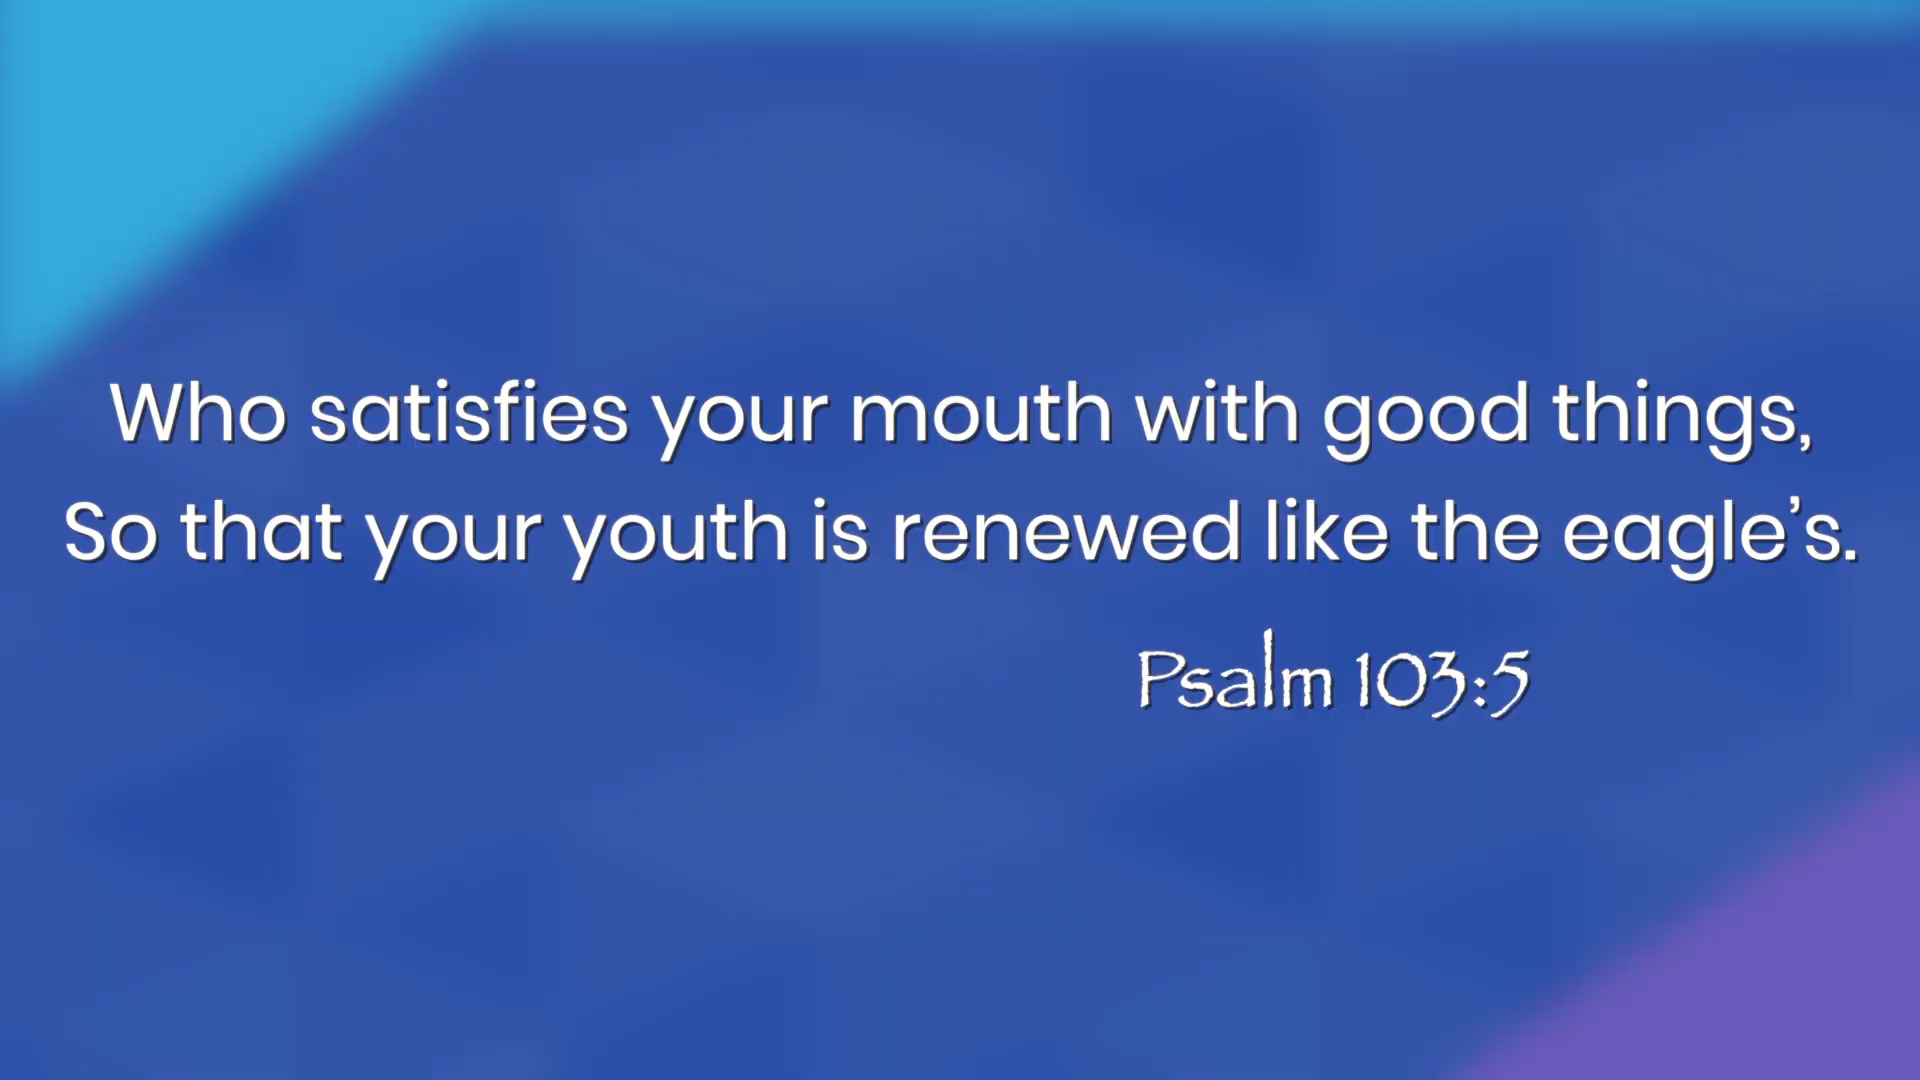 Who satisfies your mouth with good things,
So that your youth is renewed like the eagle’s.
Psalm 103:5